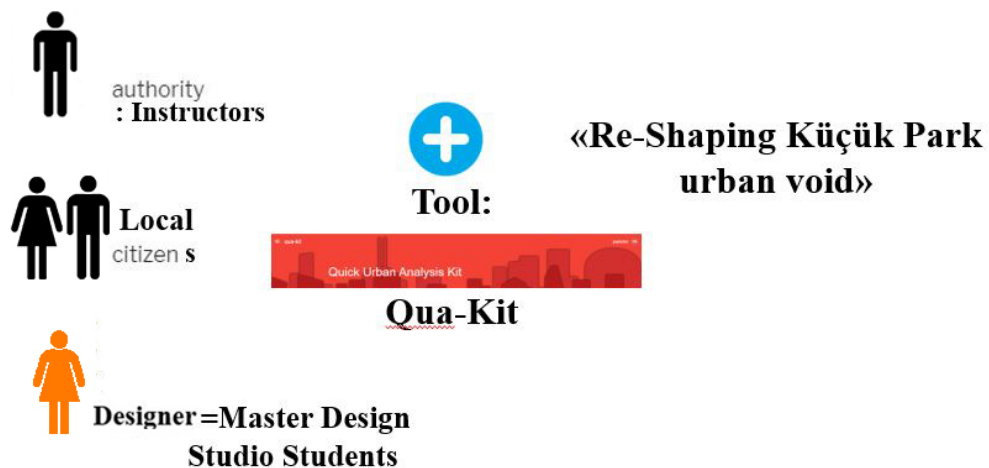 authority
: Instructors
Local
citizen s
Designer =Master Design
Studio Students
Tool:
Quick Urban Analysis Kit
Qua-Kit
«Re-Shaping Küçük Park
urban void»